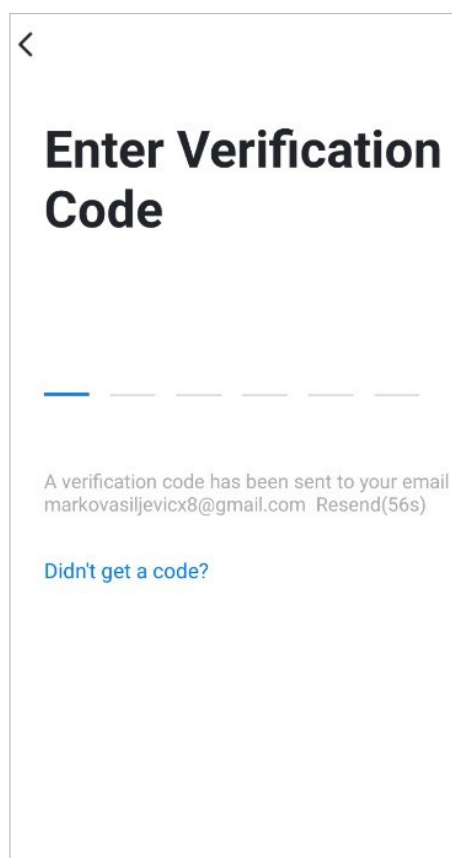 Enter Verification
Code
A verification code has been sent to your email
markovasiljevicx8@gmail.com Resend(56s)
Didn't get a code?